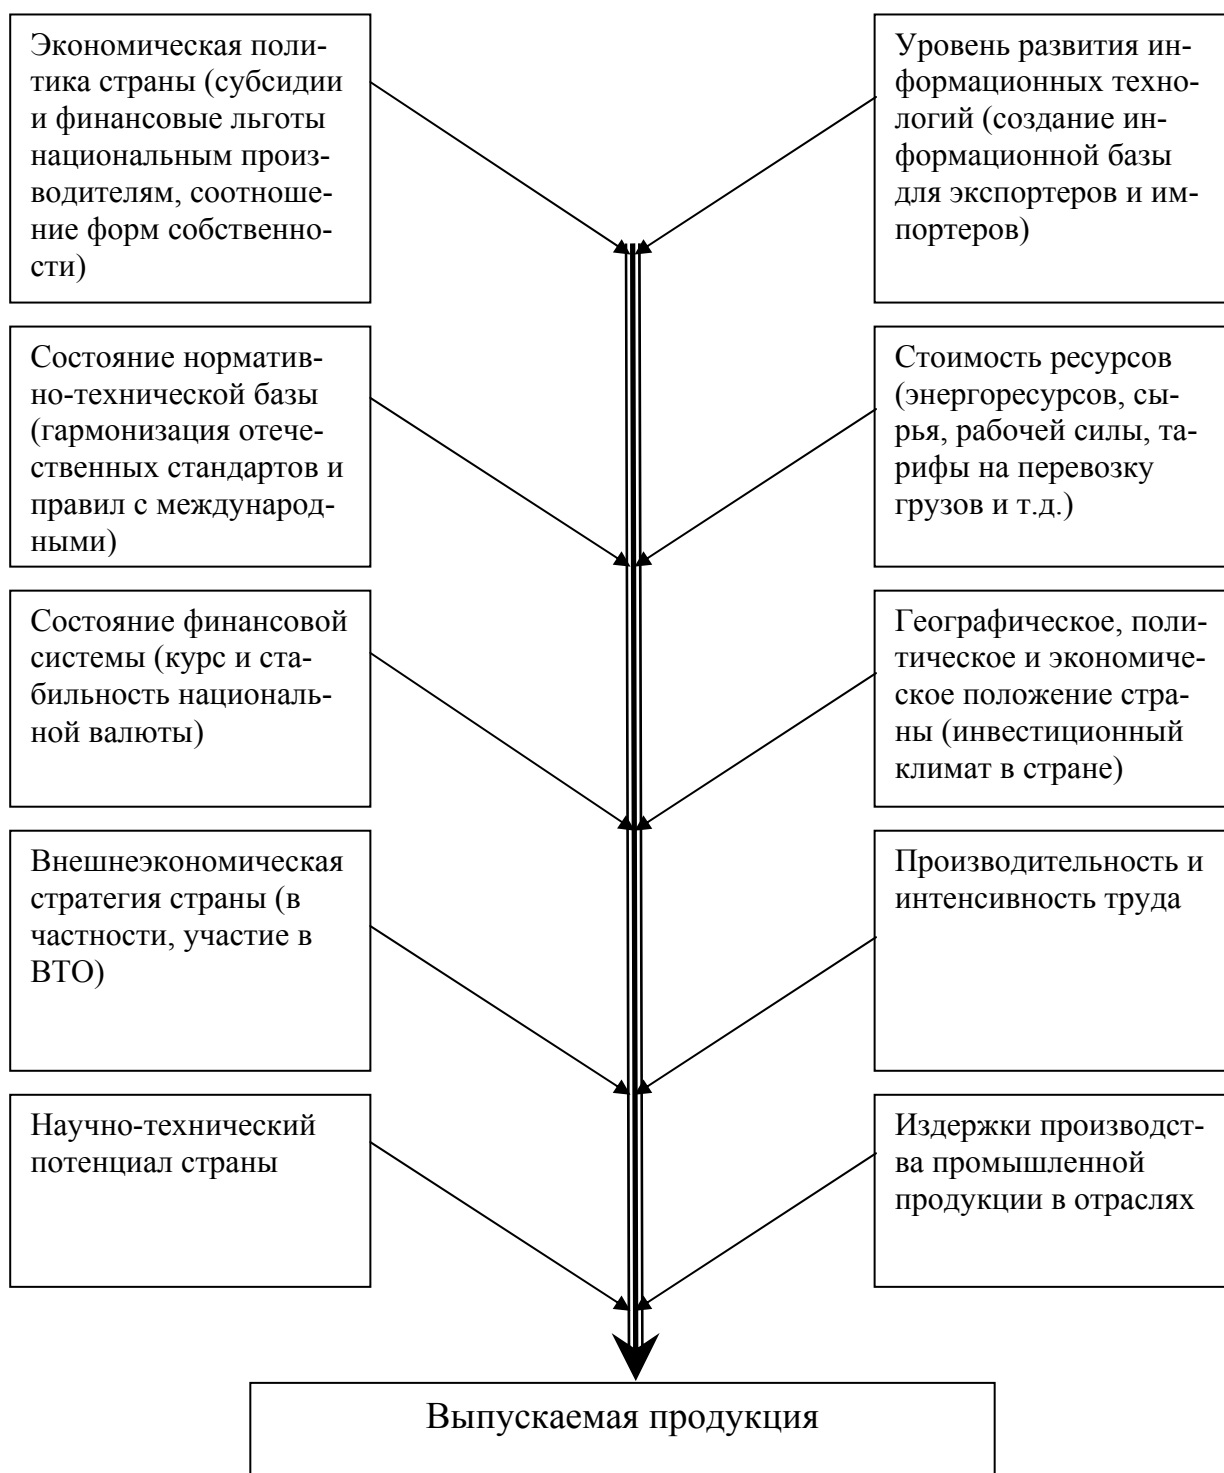 Экономическая поли-
тика страны (субсидии
и финансовые льготы
национальным произ-
водителям, соотноше-
ние форм собственно-
сти)
Уровень развития ин-
формационных техно-
логий (создание ин-
формационной базы
для экспортеров и им-
портеров)
Состояние норматив-
но-технической базы
(гармонизация отече-
ственных стандартов и
правил с международ-
ными)
Стоимость ресурсов
(энергоресурсов, сы-
рья, рабочей силы, та-
рифы на перевозку
грузов и т.д.)
Состояние финансовой
системы (курс и ста-
бильность националь-
ной валюты)
Географическое, поли-
тическое и экономиче-
ское положение стра-
ны (инвестиционный
климат в стране)
Внешнеэкономическая
стратегия страны (в
частности, участие в
ВТО)
Производительность и
интенсивность труда
Научно-технический
потенциал страны
Издержки производст-
ва промышленной
продукции в отраслях
Выпускаемая продукция